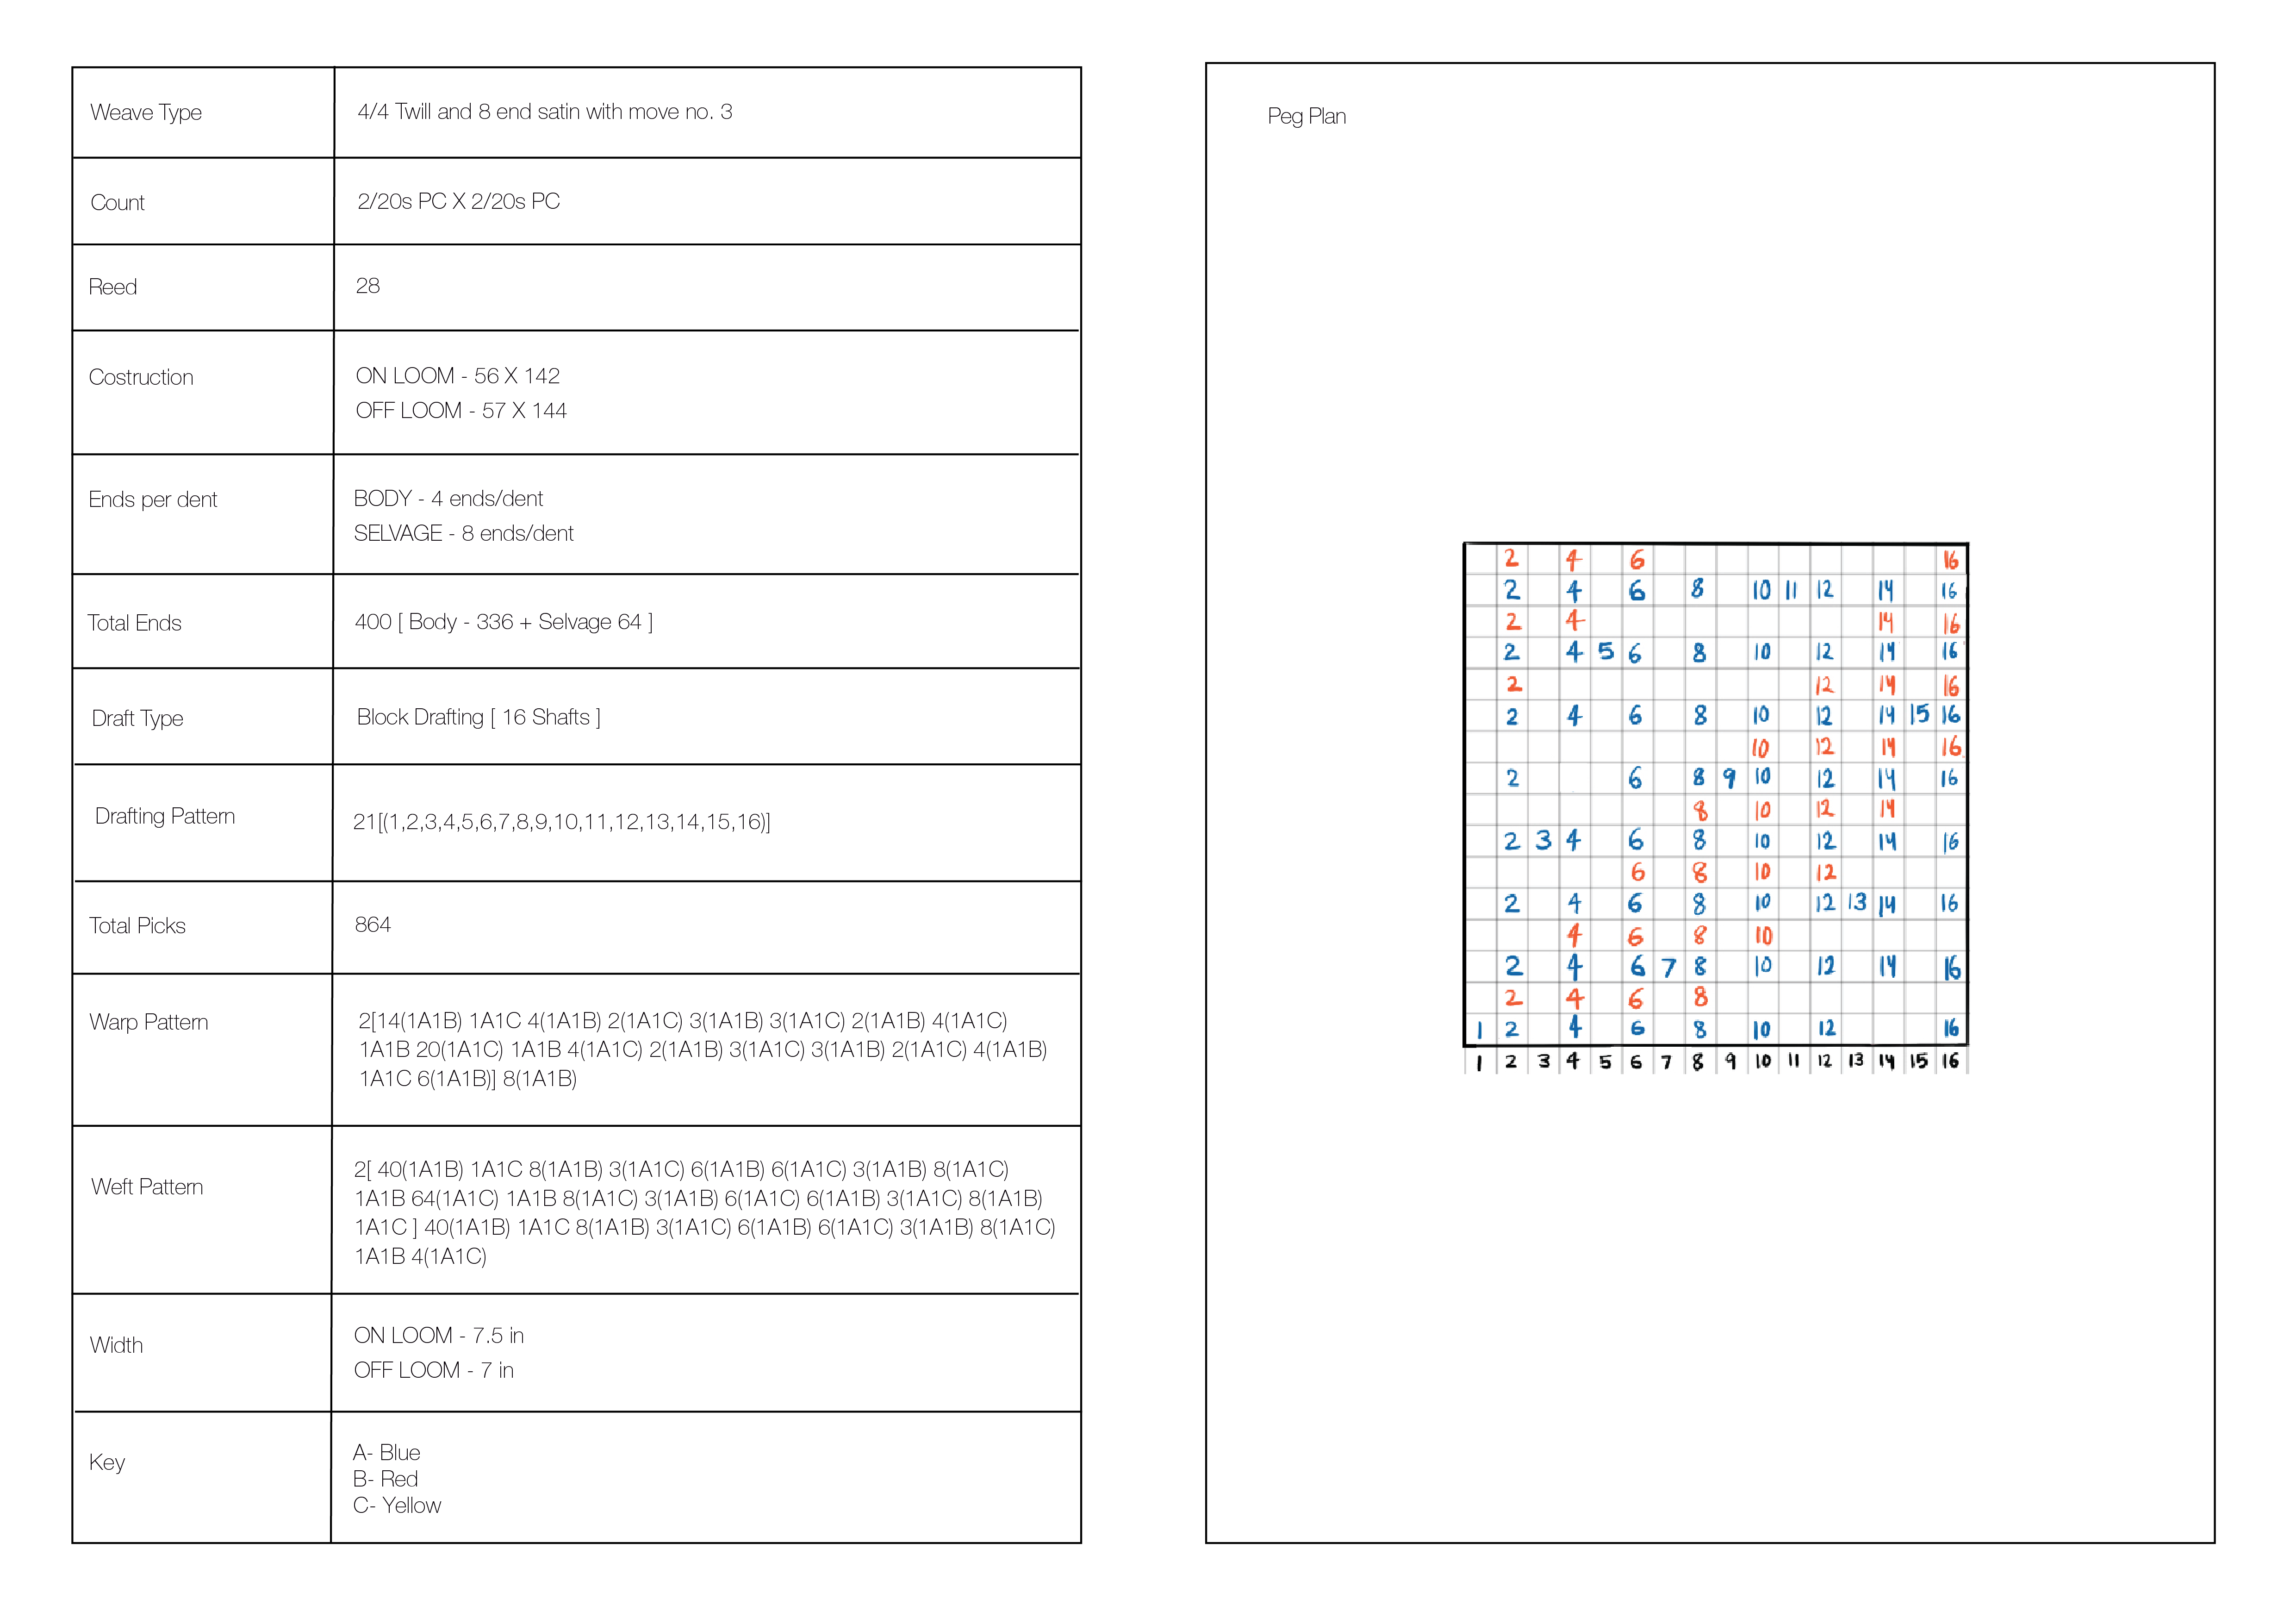 Weave Type
4/4 Twill and 8 end satin with move no. 3
Count
2/20s PC X 2/20s PC
Reed
28
Costruction
ON LOOM - 56 X 142
OFF LOOM - 57 X 144
Ends per dent
BODY - 4 ends/dent
SELVAGE - 8 ends/dent
Total Ends
400 [ Body - 336 + Selvage 64 ]
Draft Type
Block Drafting [ 16 Shafts ]
Drafting Pattern
21[(1,2,3,4,5,6,7,8,9,10,11,12,13,14,15,16)]
Total Picks
864
Warp Pattern
2[14(1A1B) 1A1C 4(1A1B) 2(1A1C) 3(1A1B) 3(1A1C) 2(1A1B) 4(1A1C)
1A1B 20(1A1C) 1A1B 4(1A1C) 2(1A1B) 3(1A1C) 3(1A1B) 2(1A1C) 4(1A1B)
1A1C 6(1A1B)] 8(1A1B)
Weft Pattern
2[ 40(1A1B) 1A1C 8(1A1B) 3(1A1C) 6(1A1B) 6(1A1C) 3(1A1B) 8(1A1C)
1A1B 64(1A1C) 1A1B 8(1A1C) 3(1A1B) 6(1A1C) 6(1A1B) 3(1A1C) 8(1A1B)
1A1C ] 40(1A1B) 1A1C 8(1A1B) 3(1A1C) 6(1A1B) 6(1A1C) 3(1A1B) 8(1A1C)
1A1B 4(1A1C)
Width
ON LOOM - 7.5 in
OFF LOOM - 7 in
Key
A- Blue
B- Red
C- Yellow
Peg Plan
2 4 6 16
2 4 6 8 10 11 12 14 16
2 4 14 16
2 4 5 6 8 10 12 14 16
2 12 14 16
2 4 6 8 10 12 14 15 16
10 12 14 16
2 6 8 9 10 12 14 16
8 10 12 14
2 3 4 6 8 10 12 14 16
6 8 10 12
2 4 6 8 10 12 13 14 16
4 6 8 10
2 4 6 7 8 10 12 14 16
2 4 6 8
1 2 4 6 8 10 12 16
1 2 3 4 5 6 7 8 9 10 11 12 13 14 15 16